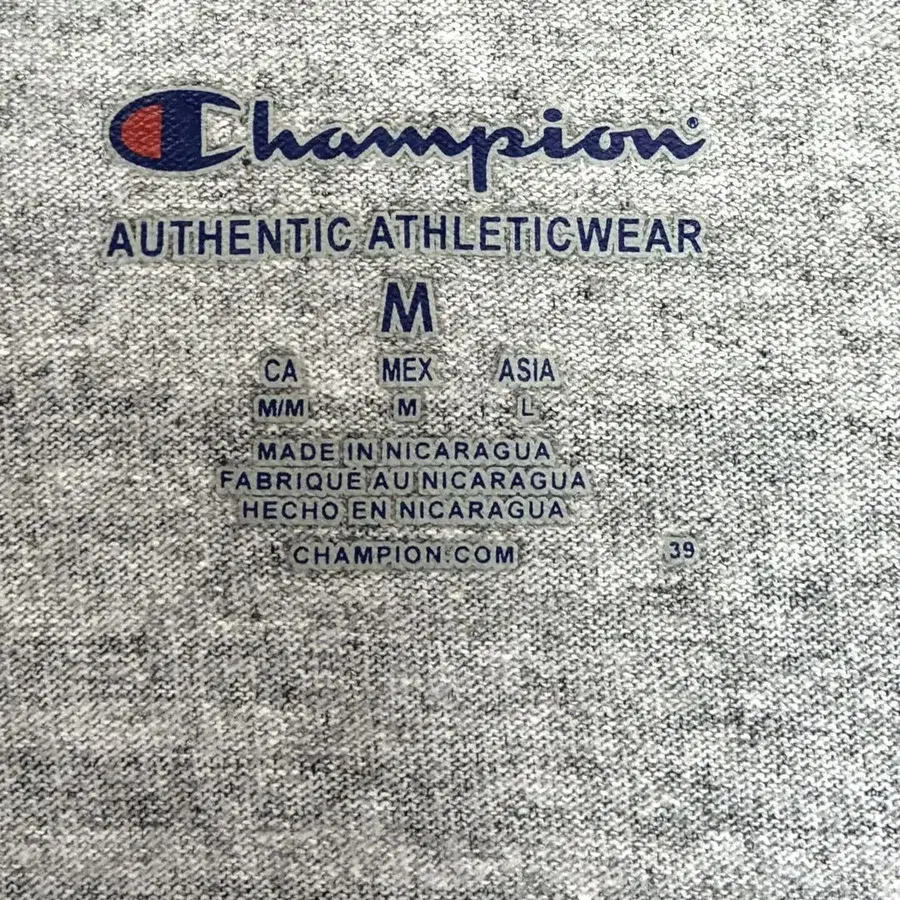 Champion®
AUTHENTIC ATHLETICWEAR
M
CA MEX ASIA
M/M M L
MADE IN NICARAGUA
FABRIQUÉ AU NICARAGUA
HECHO EN NICARAGUA
CHAMPION.COM 39